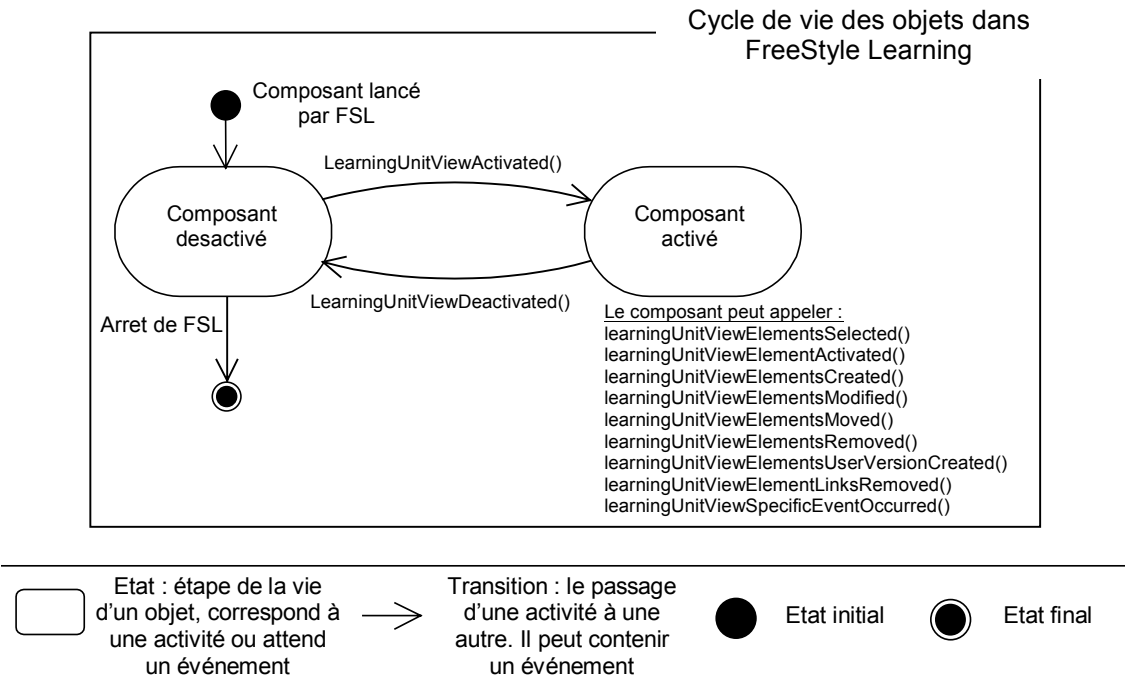 Cycle de vie des objets dans
FreeStyle Learning
Composant lancé
par FSL
LearningUnitViewActivated()
Composant
desactivé
Composant
activé
LearningUnitViewDeactivated()
Arret de FSL
Le composant peut appeler :
learningUnitViewElementsSelected()
learningUnitViewElementActivated()
learningUnitViewElementsCreated()
learningUnitViewElementsModified()
learningUnitViewElementsMoved()
learningUnitViewElementsRemoved()
learningUnitViewElementsUserVersionCreated()
learningUnitViewElementLinksRemoved()
learningUnitViewSpecificEventOccurred()
Etat : étape de la vie
d'un objet, correspond à
une activité ou attend
un événement
Transition : le passage
d'une activité à une
autre. Il peut contenir
un événement
Etat initial
Etat final